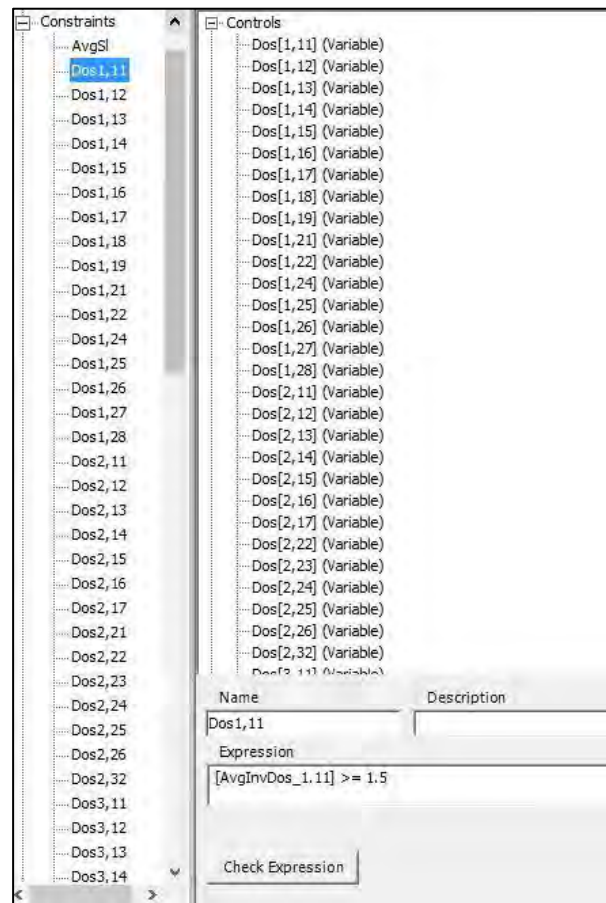 Constraints
AvgSl
Dos1,11
Dos1,12
Dos1,13
Dos1,14
Dos1,15
Dos1,16
Dos1,17
Dos1,18
Dos1,19
Dos1,21
Dos1,22
Dos1,24
Dos1,25
Dos1,26
Dos1,27
Dos1,28
Dos2,11
Dos2,12
Dos2,13
Dos2,14
Dos2,15
Dos2,16
Dos2,17
Dos2,21
Dos2,22
Dos2,23
Dos2,24
Dos2,25
Dos2,26
Dos2,32
Dos3,11
Dos3,12
Dos3,13
Dos3,14
Controls
Dos[1,11] (Variable)
Dos[1,12] (Variable)
Dos[1,13] (Variable)
Dos[1,14] (Variable)
Dos[1,15] (Variable)
Dos[1,16] (Variable)
Dos[1,17] (Variable)
Dos[1,18] (Variable)
Dos[1,19] (Variable)
Dos[1,21] (Variable)
Dos[1,22] (Variable)
Dos[1,24] (Variable)
Dos[1,25] (Variable)
Dos[1,26] (Variable)
Dos[1,27] (Variable)
Dos[1,28] (Variable)
Dos[2,11] (Variable)
Dos[2,12] (Variable)
Dos[2,13] (Variable)
Dos[2,14] (Variable)
Dos[2,15] (Variable)
Dos[2,16] (Variable)
Dos[2,17] (Variable)
Dos[2,22] (Variable)
Dos[2,23] (Variable)
Dos[2,24] (Variable)
Dos[2,25] (Variable)
Dos[2,26] (Variable)
Dos[2,32] (Variable)
Dos[3,11] (Variable)
Name Description
Dos1,11
Expression
[AvgInvDos_1.11] >= 1.5
Check Expression